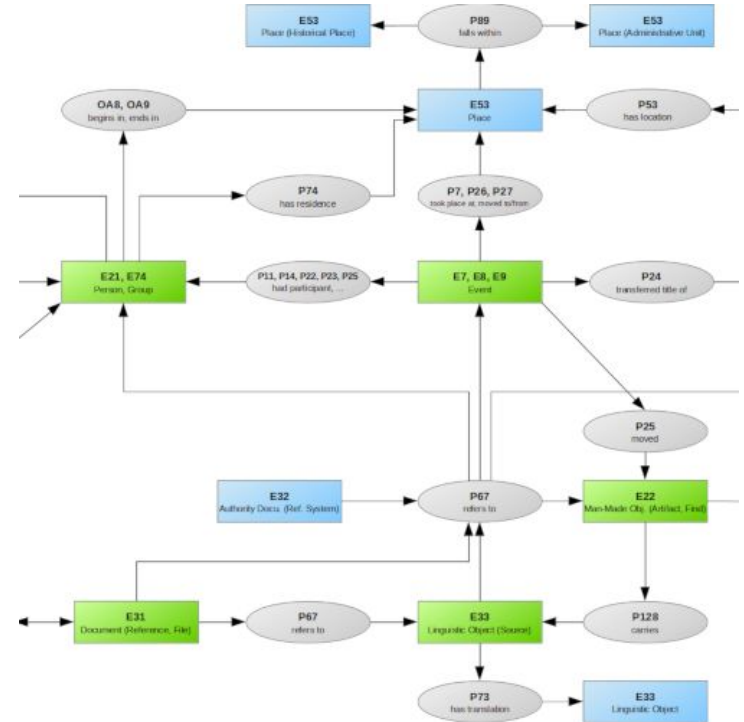 E53
Place (Historical Place)
P89
falls within
E53
Place (Administrative Unit)
OA8, OA9
begins in, ends in
E53
Place
P53
has location
P74
has residence
P7, P26, P27
took place at, moved to/from
E21, E74
Person, Group
P11, P14, P22, P23, P25
had participant, ...
E7, E8, E9
Event
P24
transferred title of
P25
moved
E32
Authority Docu. (Ref. System)
P67
refers to
E22
Man-Made Obj. (Artifact, Find)
E31
Document (Reference, File)
P67
refers to
E33
Linguistic Object (Source)
P128
carries
P73
has translation
E33
Linguistic Object